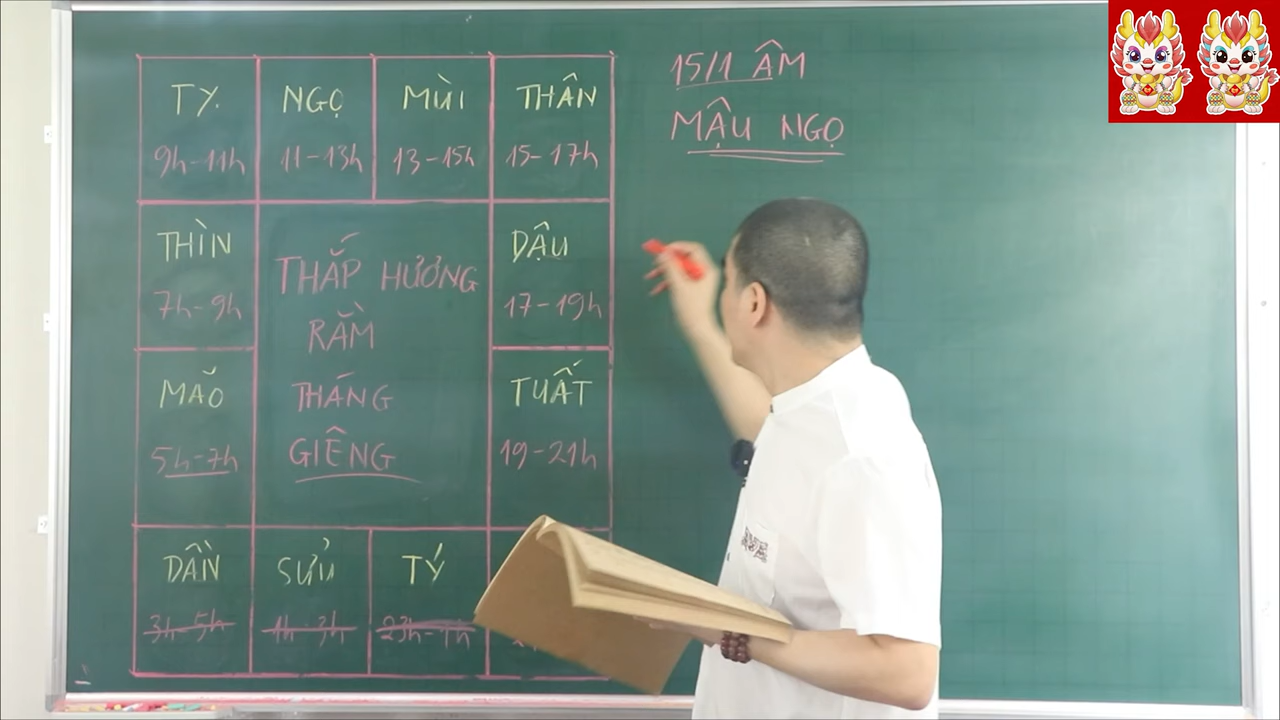 TỴ. NGỌ MÙI THÂN
9h-11h 11-13h 13-15h 15-17h
THÌN DẬU
7h-9h 17-19h
THẮP HƯƠNG
RẰM
THÁNG
GIÊNG
MÃO TUẤT
5h-7h 19-21h
DẦN SỬU TÝ
3h-5h 1h-3h 23h-1h
15/1 ÂM
MẬU NGỌ